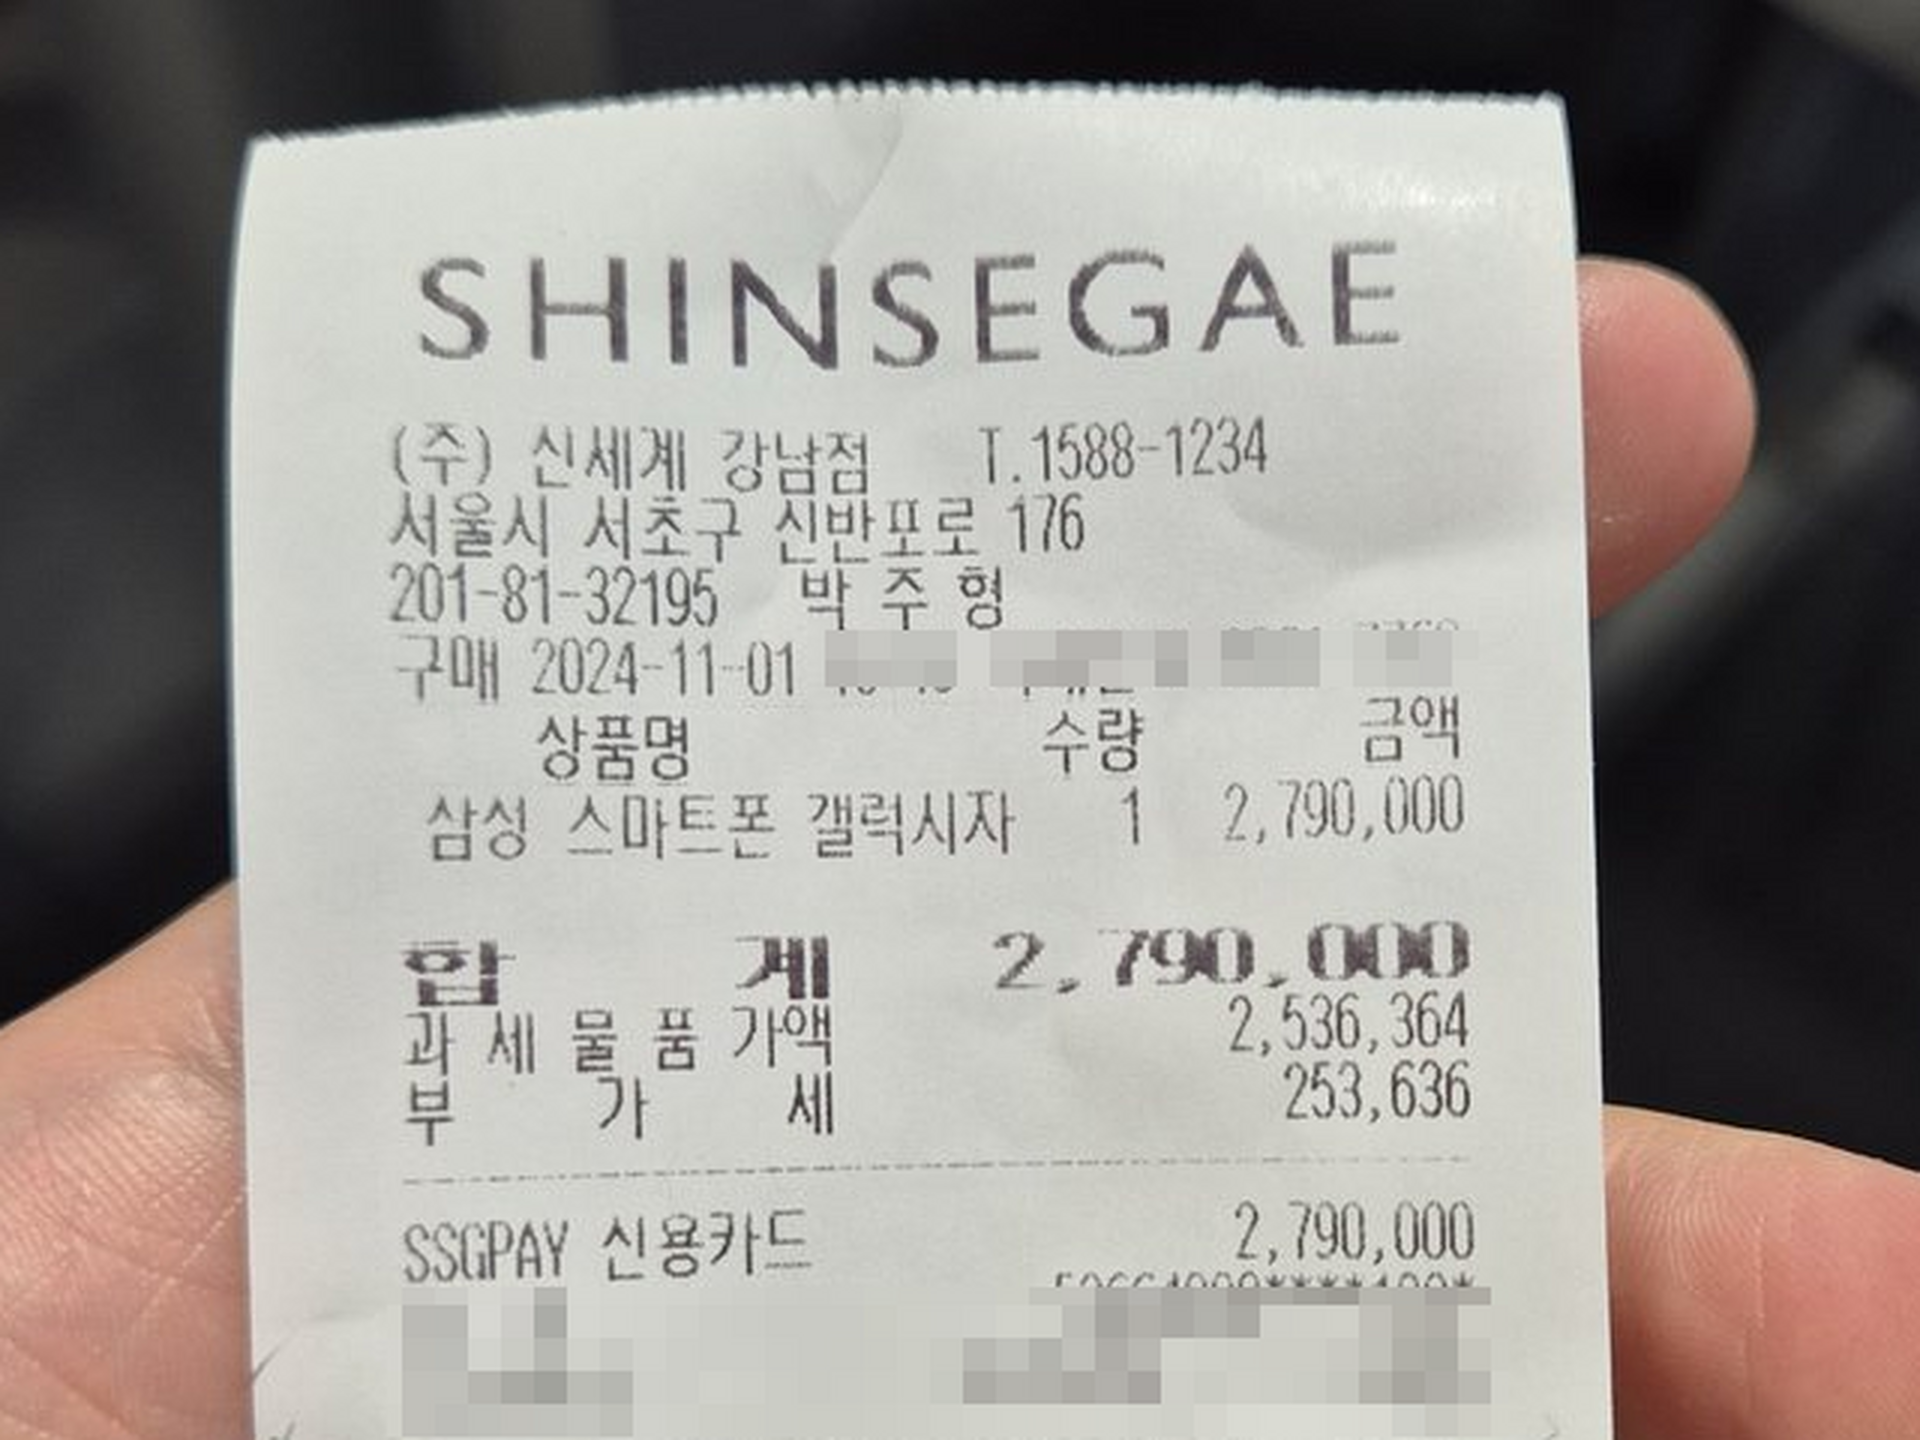 SHINSEGAE
(주) 신세계 강남점 T.1588-1234
서울시 서초구 신반포로 176
201-81-32195 박 주 형
구매 2024-11-01
상품명 수량 금액
삼성 스마트폰 갤럭시자 1 2,790,000
합 계 2,790,000
과 세 물 품 가액 2,536,364
부 가 세 253,636
SSGPAY 신용카드 2,790,000